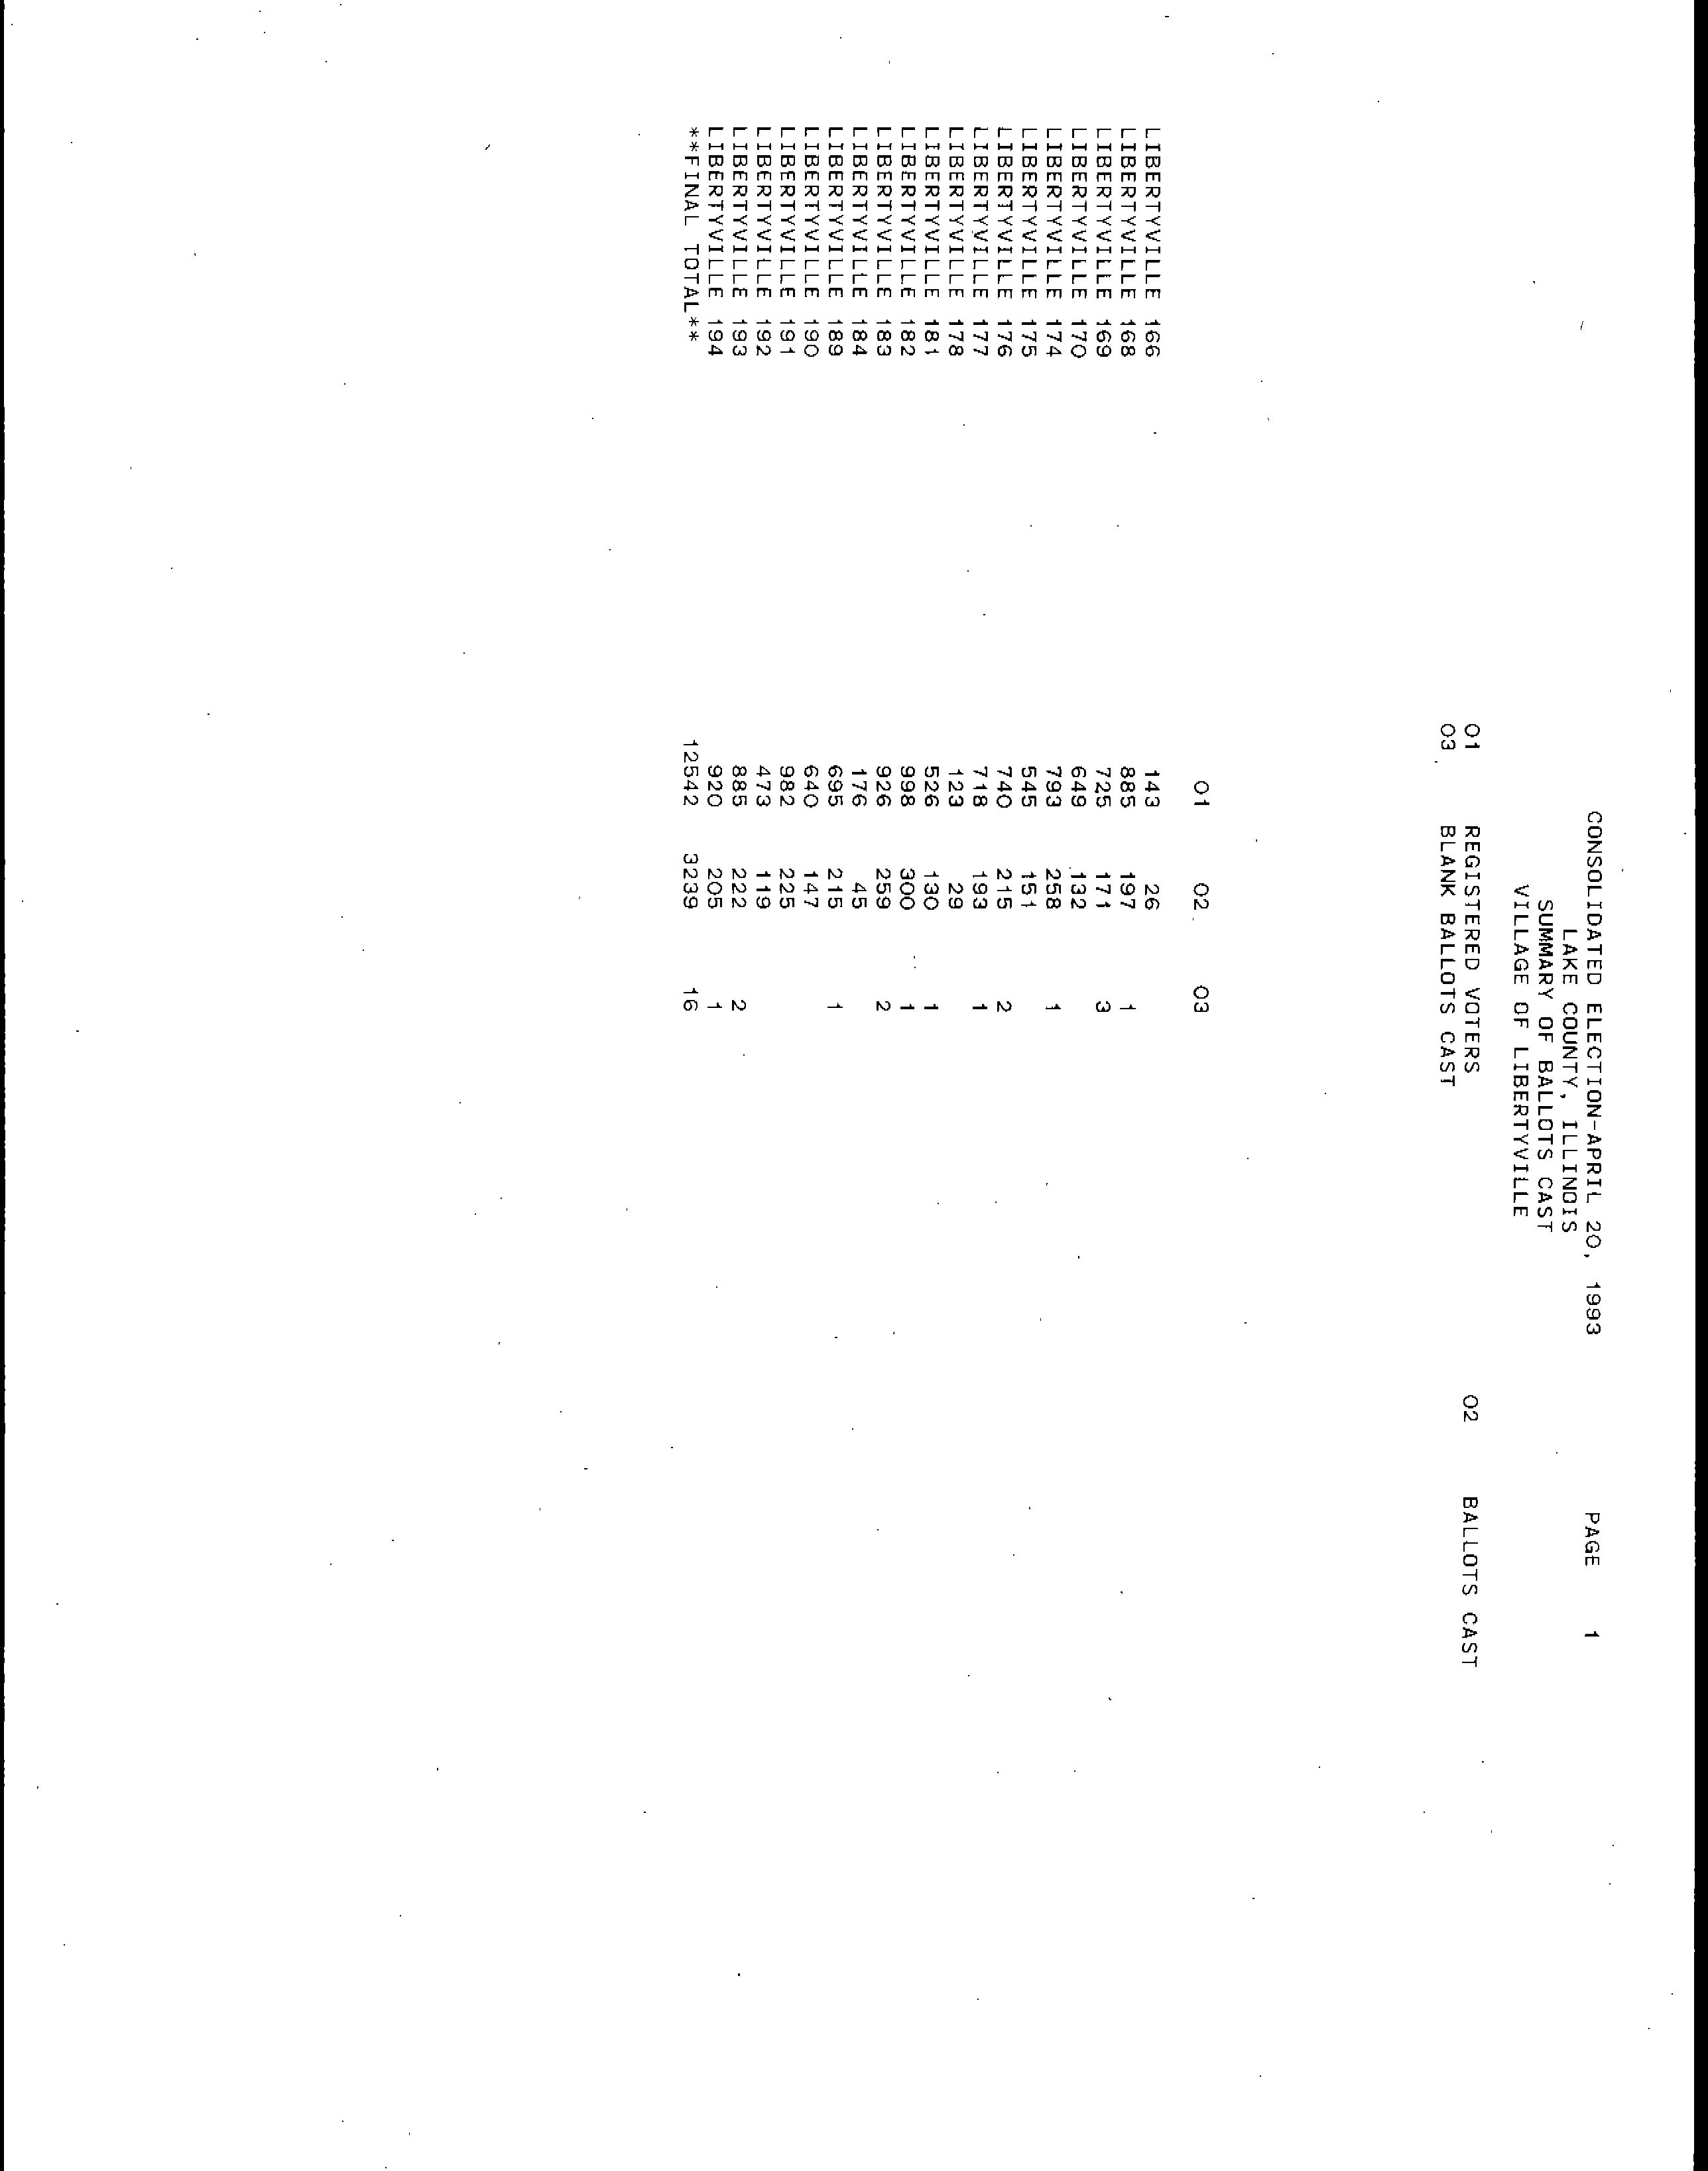 CONSOLIDATED ELECTION-APRIL 20, 1993 PAGE 1
LAKE COUNTY, ILLINOIS
SUMMARY OF BALLOTS CAST
VILLAGE OF LIBERTYVILLE
01 REGISTERED VOTERS 02 BALLOTS CAST
03 BLANK BALLOTS CAST
01 02 03
LIBERTYVILLE 166 143 26
LIBERTYVILLE 168 885 197 1
LIBERTYVILLE 169 725 171 3
LIBERTYVILLE 170 649 132
LIBERTYVILLE 174 793 258 1
LIBERTYVILLE 175 545 151
LIBERTYVILLE 176 740 215 2
LIBERTYVILLE 177 718 193 1
LIBERTYVILLE 178 123 29
LIBERTYVILLE 181 526 130 1
LIBERTYVILLE 182 998 300 1
LIBERTYVILLE 183 926 259 2
LIBERTYVILLE 184 176 45
LIBERTYVILLE 189 695 215 1
LIBERTYVILLE 190 640 147
LIBERTYVILLE 191 982 225
LIBERTYVILLE 192 473 119
LIBERTYVILLE 193 885 222 2
LIBERTYVILLE 194 920 205 1
**FINAL TOTAL** 12542 3239 16